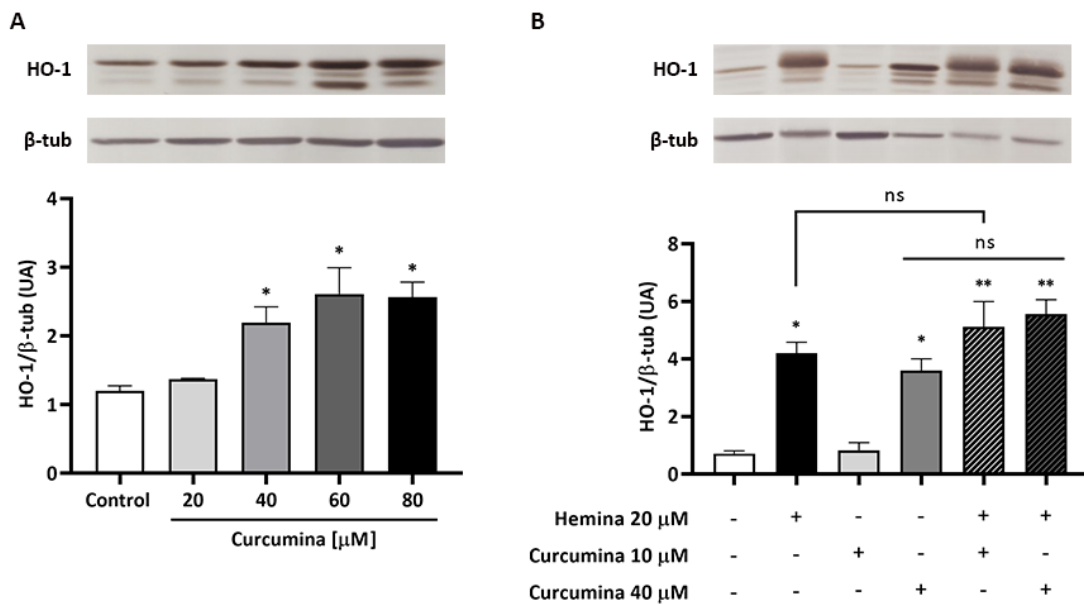 A
HO-1
β-tub
HO-1/β-tub (UA)
4
3
2
1
0
*
*
*
Control
20
40
60
80
Curcumina [μM]
B
HO-1
β-tub
ns
ns
HO-1/β-tub (UA)
8
6
4
2
0
*
*
**
**
Hemina 20 μM - + - - + +
Curcumina 10 μM - - + - + -
Curcumina 40 μM - - - + - +